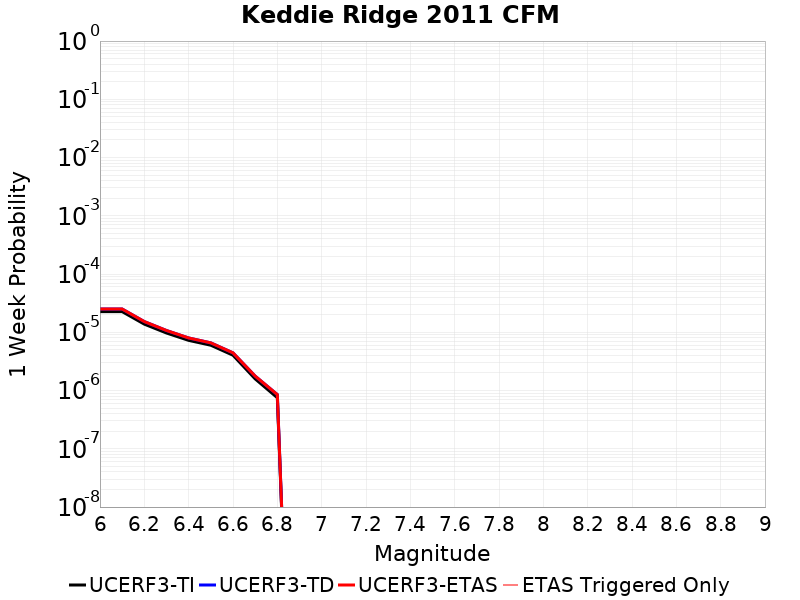 Keddie Ridge 2011 CFM
1 Week Probability
10^0
10^-1
10^-2
10^-3
10^-4
10^-5
10^-6
10^-7
10^-8
6 6.2 6.4 6.6 6.8 7 7.2 7.4 7.6 7.8 8 8.2 8.4 8.6 8.8 9
Magnitude
UCERF3-TI UCERF3-TD UCERF3-ETAS ETAS Triggered Only